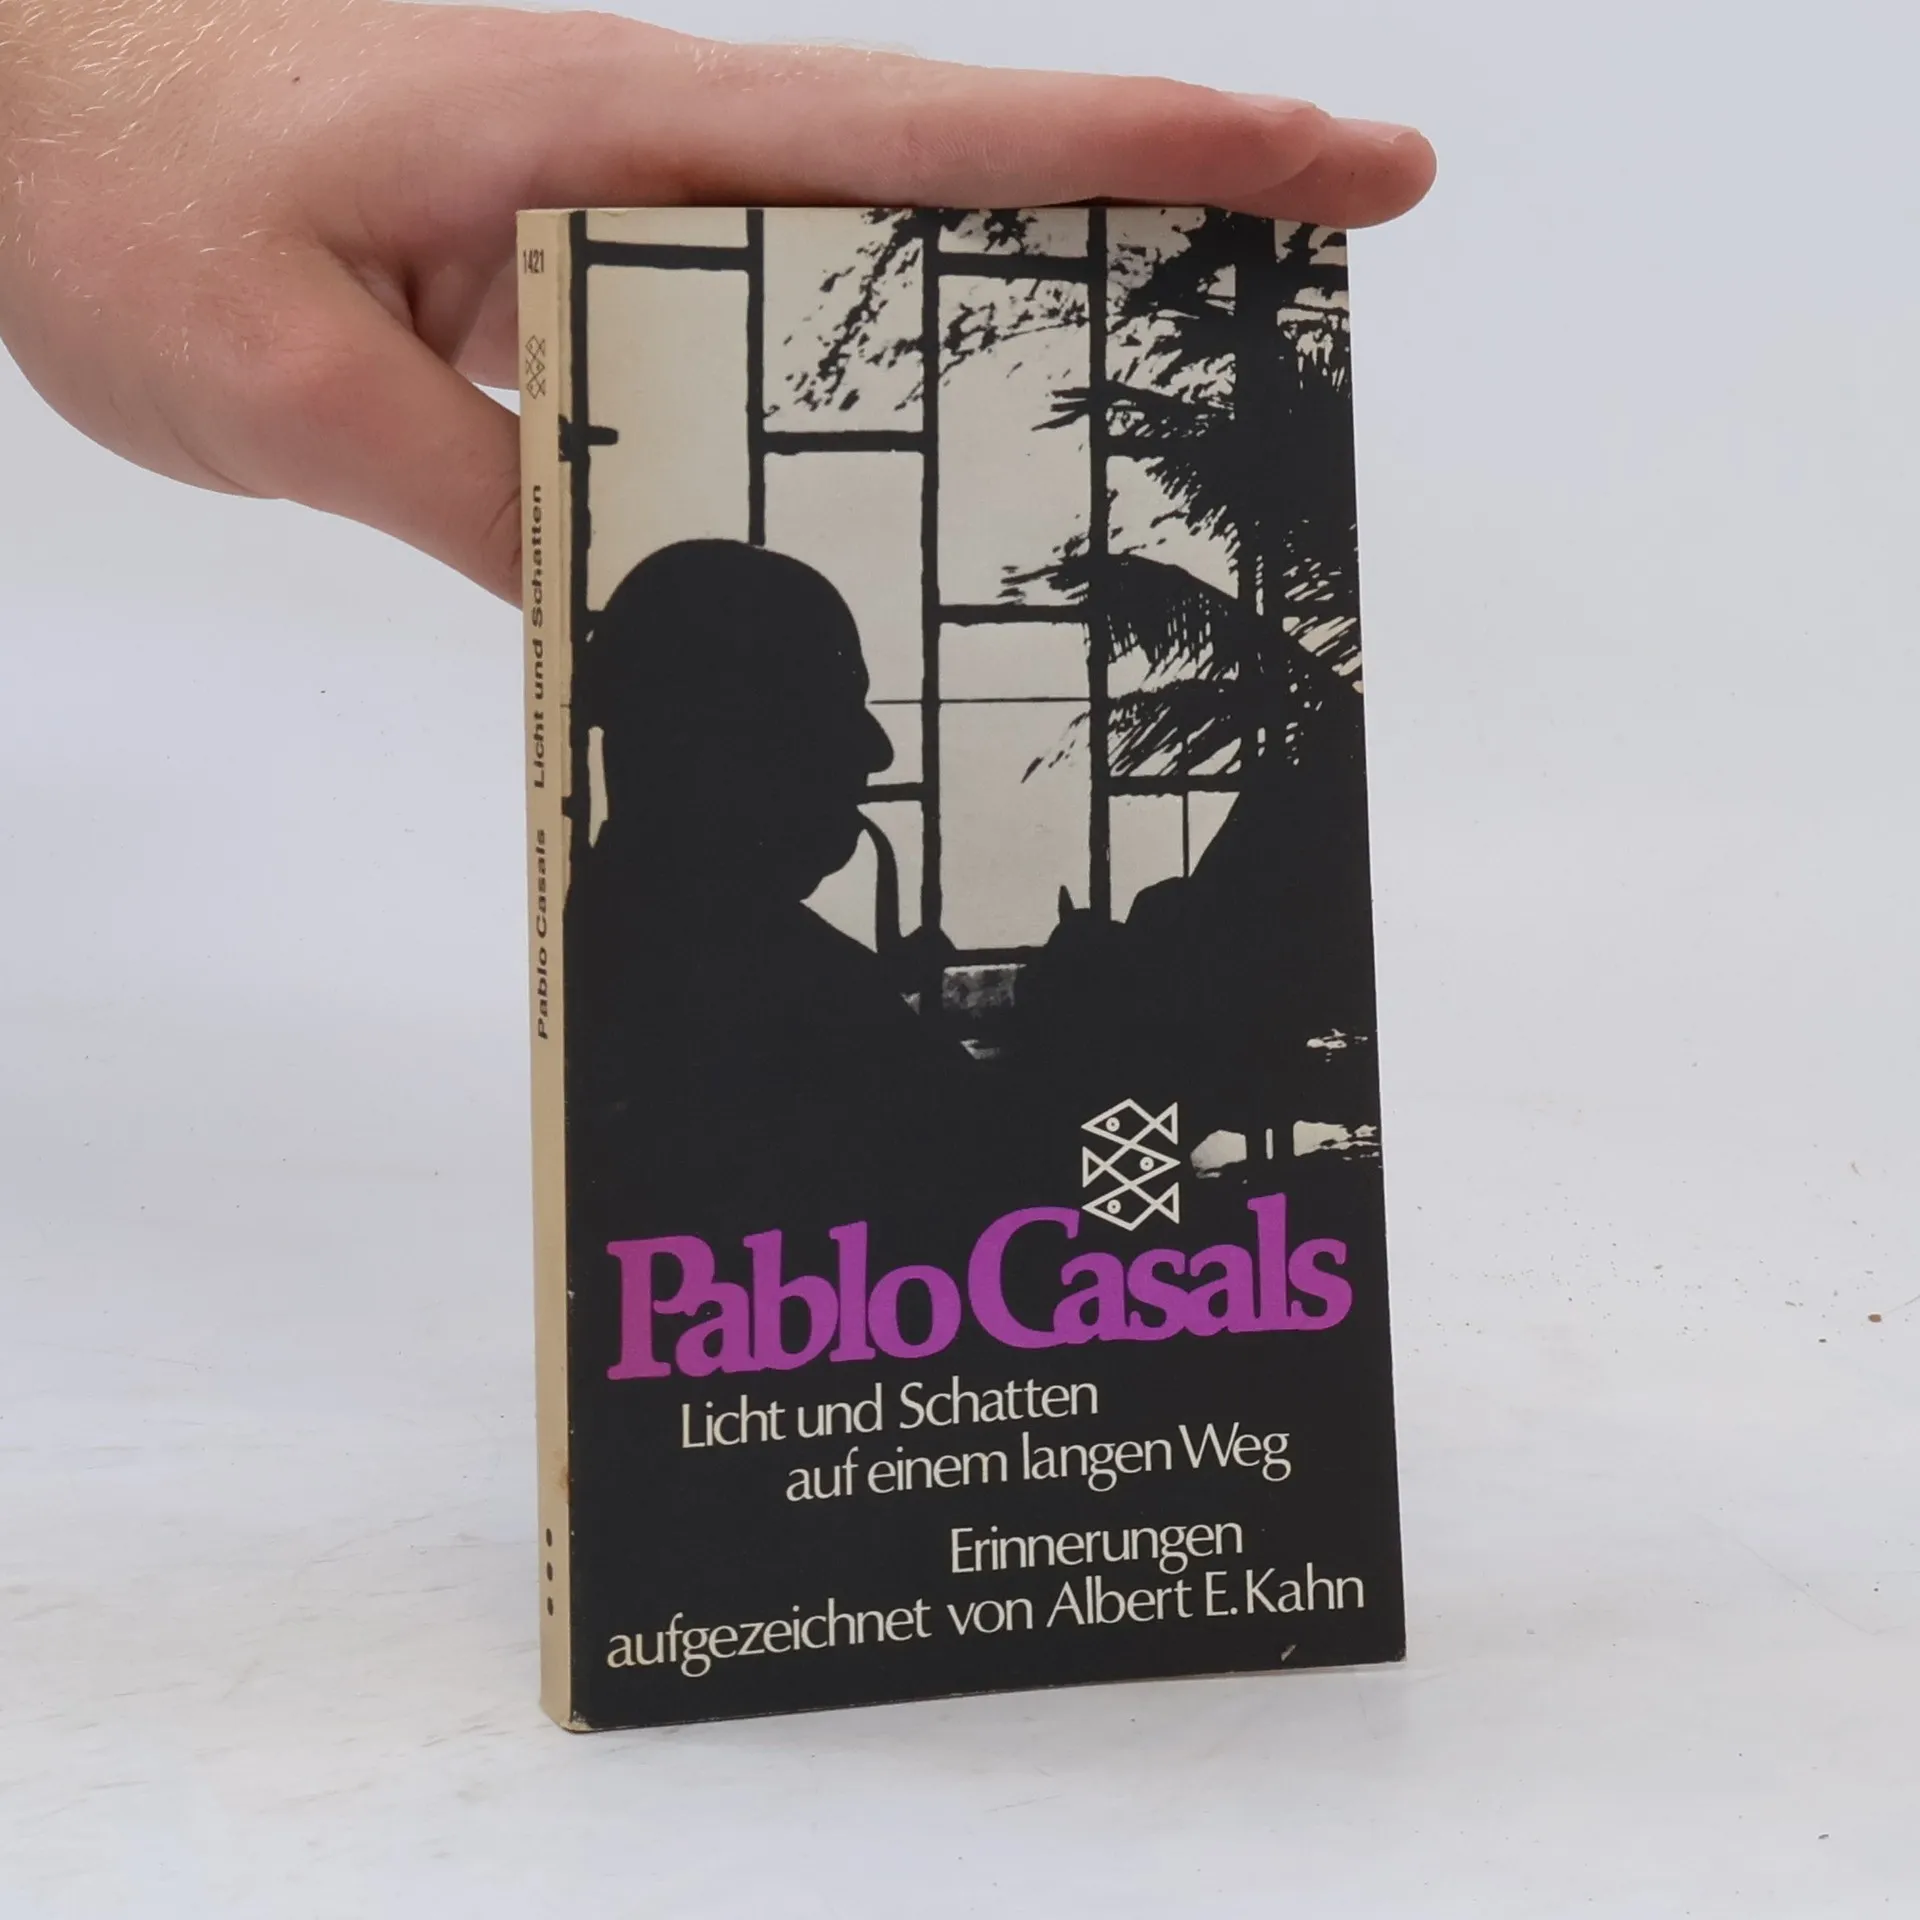 1421
Pablo Casals Licht und Schatten
Pablo Casals
Licht und Schatten
auf einem langen Weg
Erinnerungen
aufgezeichnet von Albert E. Kahn